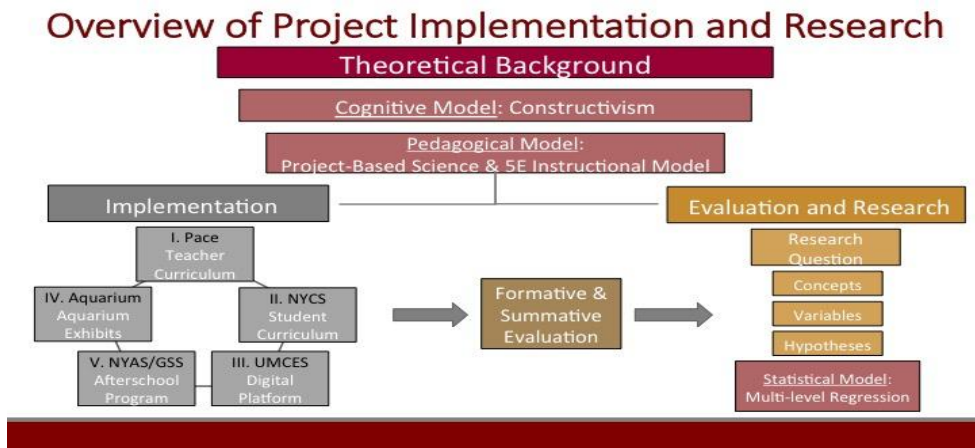 Overview of Project Implementation and Research
Theoretical Background
Cognitive Model: Constructivism
Pedagogical Model:
Project-Based Science & 5E Instructional Model
Implementation
I. Pace
Teacher
Curriculum
IV. Aquarium
Aquarium
Exhibits
II. NYCS
Student
Curriculum
V. NYAS/GSS
Afterschool
Program
III. UMCES
Digital
Platform
Formative &
Summative
Evaluation
Evaluation and Research
Research
Question
Concepts
Variables
Hypotheses
Statistical Model:
Multi-level Regression